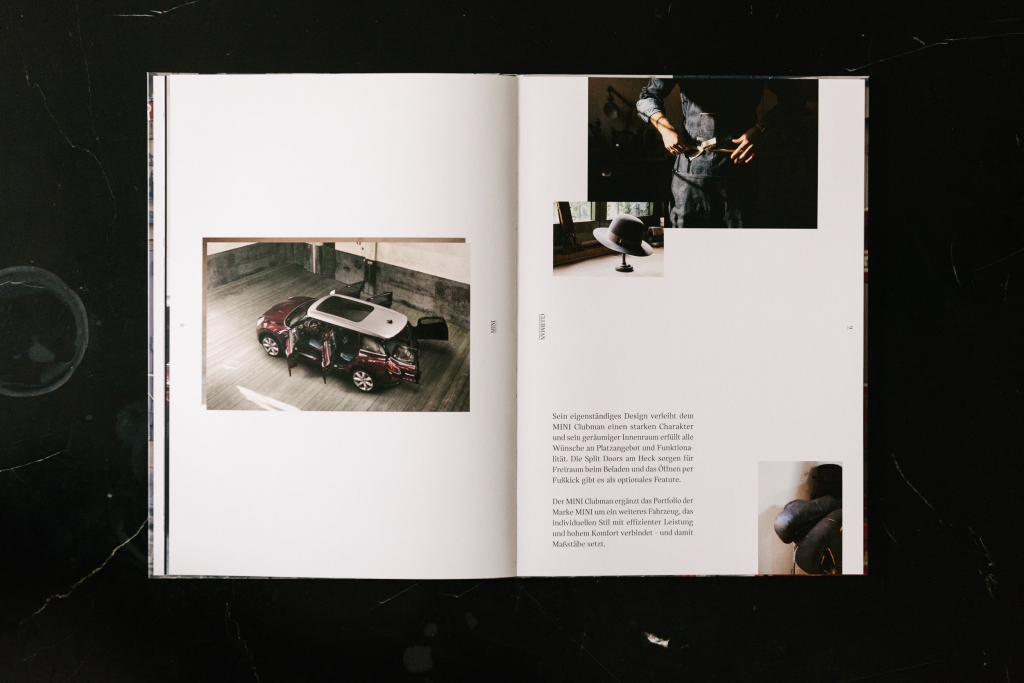 MINI
CLUBMAN
Sein eigenständiges Design verleiht dem
MINI Clubman einen starken Charakter
und sein geräumiger Innenraum erfüllt alle
Wünsche an Platzangebot und Funktiona-
lität. Die Split Doors am Heck sorgen für
Freiraum beim Beladen und das Öffnen per
Fußkick gibt es als optionales Feature.
Der MINI Clubman ergänzt das Portfolio der
Marke MINI um ein weiteres Fahrzeug, das
individuellen Stil mit effizienter Leistung
und hohem Komfort verbindet – und damit
Maßstäbe setzt.